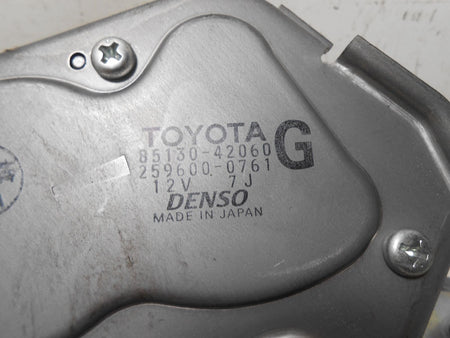 TOYOTA G
85130-42060
259600-0761
12V 7J
DENSO
MADE IN JAPAN